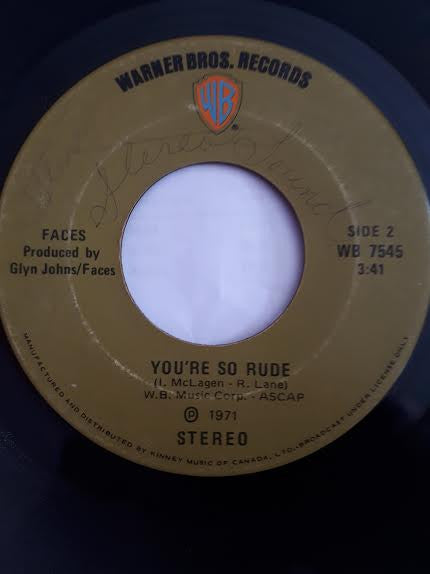 WARNER BROS. RECORDS
WB
®
Stereo Sound
FACES
Produced by
Glyn Johns/Faces
SIDE 2
WB 7545
3:41
YOU'RE SO RUDE
(I. McLagen - R. Lane)
W.B. Music Corp. - ASCAP
Ⓟ 1971
STEREO
MANUFACTURED AND DISTRIBUTED BY KINNEY MUSIC OF CANADA, LTD.-BROADCAST UNDER LICENSE ONLY